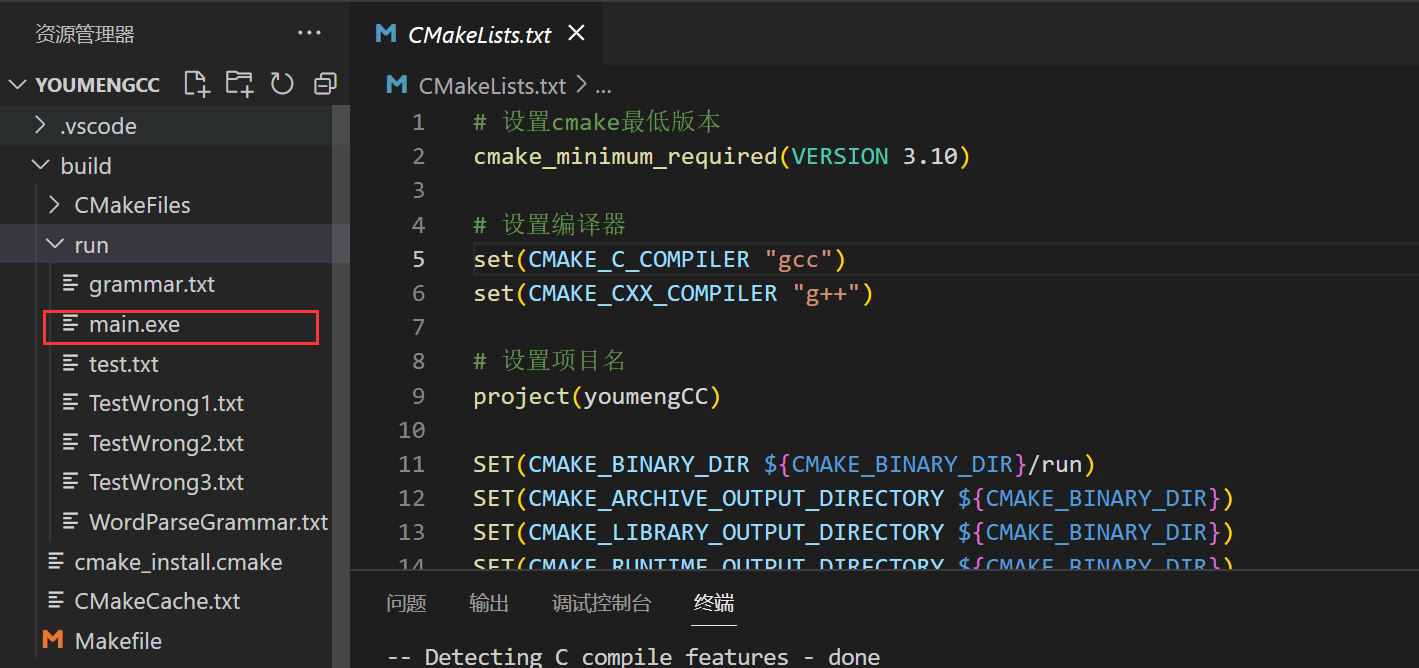 资源管理器
YOUMENGCC
.vscode
build
CMakeFiles
run
grammar.txt
main.exe
test.txt
TestWrong1.txt
TestWrong2.txt
TestWrong3.txt
WordParseGrammar.txt
cmake_install.cmake
CMakeCache.txt
M Makefile
M CMakeLists.txt
M CMakeLists.txt > ...
1 # 设置cmake最低版本
2 cmake_minimum_required(VERSION 3.10)
3
4 # 设置编译器
5 set(CMAKE_C_COMPILER "gcc")
6 set(CMAKE_CXX_COMPILER "g++")
7
8 # 设置项目名
9 project(youmengCC)
10
11 SET(CMAKE_BINARY_DIR ${CMAKE_BINARY_DIR}/run)
12 SET(CMAKE_ARCHIVE_OUTPUT_DIRECTORY ${CMAKE_BINARY_DIR})
13 SET(CMAKE_LIBRARY_OUTPUT_DIRECTORY ${CMAKE_BINARY_DIR})
14 SET(CMAKE_RUNTIME_OUTPUT_DIRECTORY ${CMAKE_BINARY_DIR})
问题 输出 调试控制台 终端
-- Detecting C compile features - done